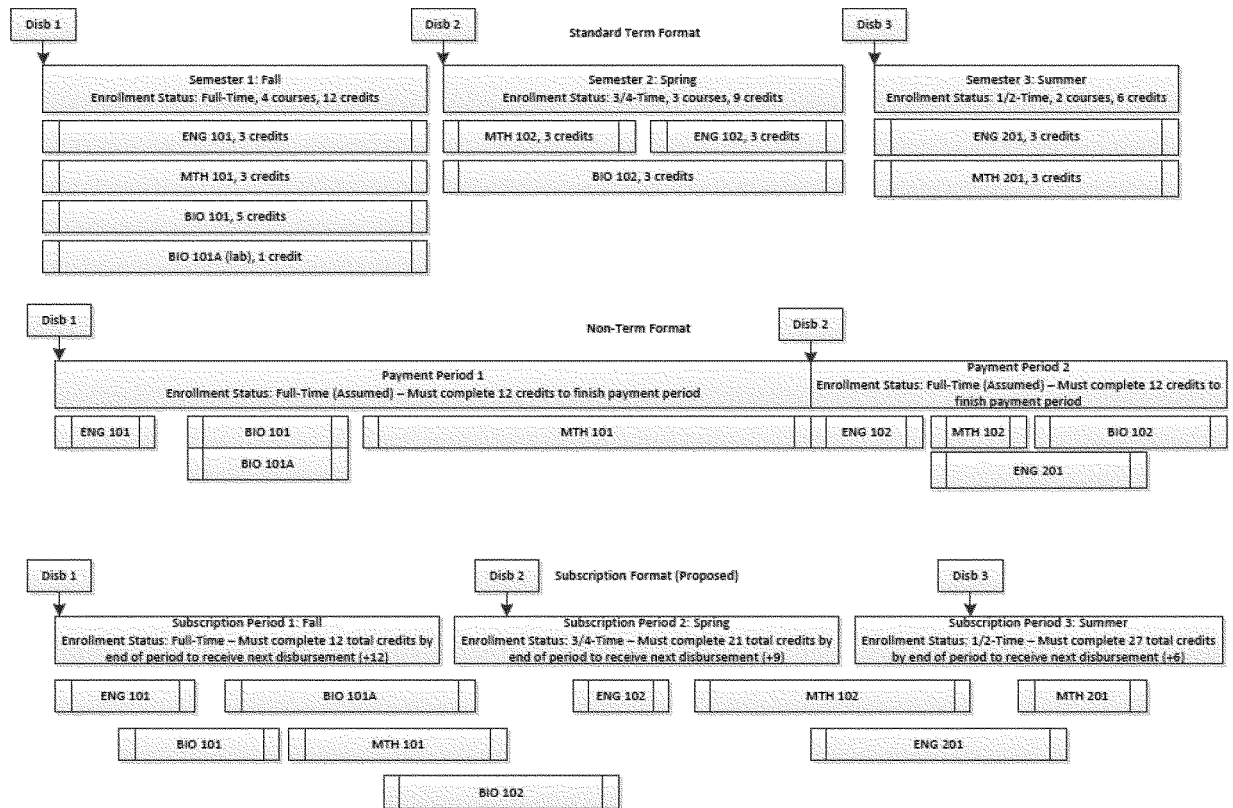 Disb 1
Disb 2
Standard Term Format
Disb 3
Semester 1: Fall
Enrollment Status: Full-Time, 4 courses, 12 credits
Semester 2: Spring
Enrollment Status: 3/4-Time, 3 courses, 9 credits
Semester 3: Summer
Enrollment Status: 1/2-Time, 2 courses, 6 credits
ENG 101, 3 credits
MTH 102, 3 credits
ENG 102, 3 credits
ENG 201, 3 credits
MTH 101, 3 credits
BIO 102, 3 credits
MTH 201, 3 credits
BIO 101, 5 credits
BIO 101A (lab), 1 credit
Disb 1
Non-Term Format
Disb 2
Payment Period 1
Enrollment Status: Full-Time (Assumed) – Must complete 12 credits to finish payment period
Payment Period 2
Enrollment Status: Full-Time (Assumed) – Must complete 12 credits to
finish payment period
ENG 101
BIO 101
MTH 101
ENG 102
MTH 102
BIO 102
BIO 101A
ENG 201
Disb 1
Disb 2
Subscription Format (Proposed)
Disb 3
Subscription Period 1: Fall
Enrollment Status: Full-Time – Must complete 12 total credits by
end of period to receive next disbursement (+12)
Subscription Period 2: Spring
Enrollment Status: 3/4-Time – Must complete 21 total credits by
end of period to receive next disbursement (+9)
Subscription Period 3: Summer
Enrollment Status: 1/2-Time – Must complete 27 total credits
by end of period to receive next disbursement (+6)
ENG 101
BIO 101A
ENG 102
MTH 102
MTH 201
BIO 101
MTH 101
ENG 201
BIO 102